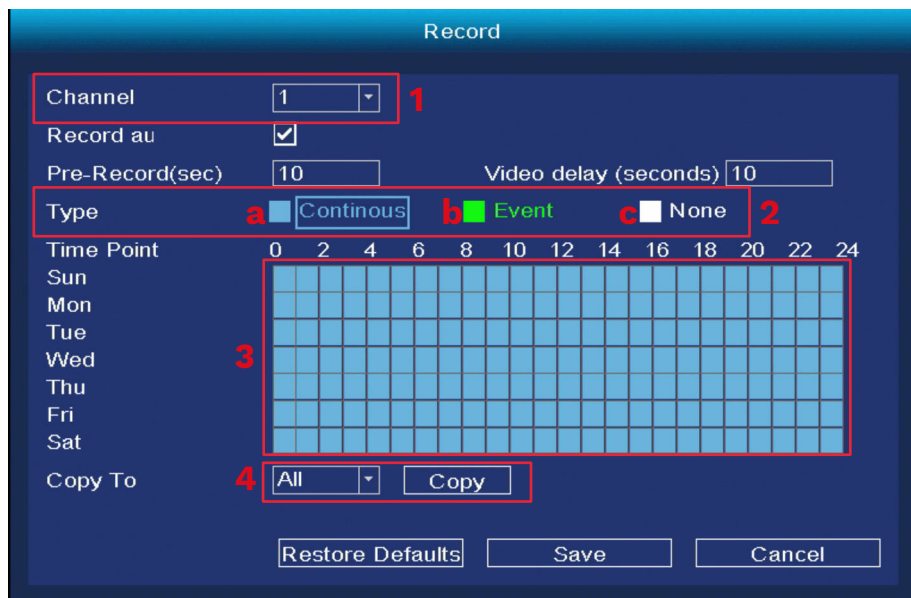 Record
Channel 1 1
Record au
Pre-Record(sec) 10 Video delay (seconds) 10
Type a Continous b Event c None 2
Time Point 0 2 4 6 8 10 12 14 16 18 20 22 24
Sun
Mon
Tue
Wed 3
Thu
Fri
Sat
Copy To 4 All Copy
Restore Defaults Save Cancel